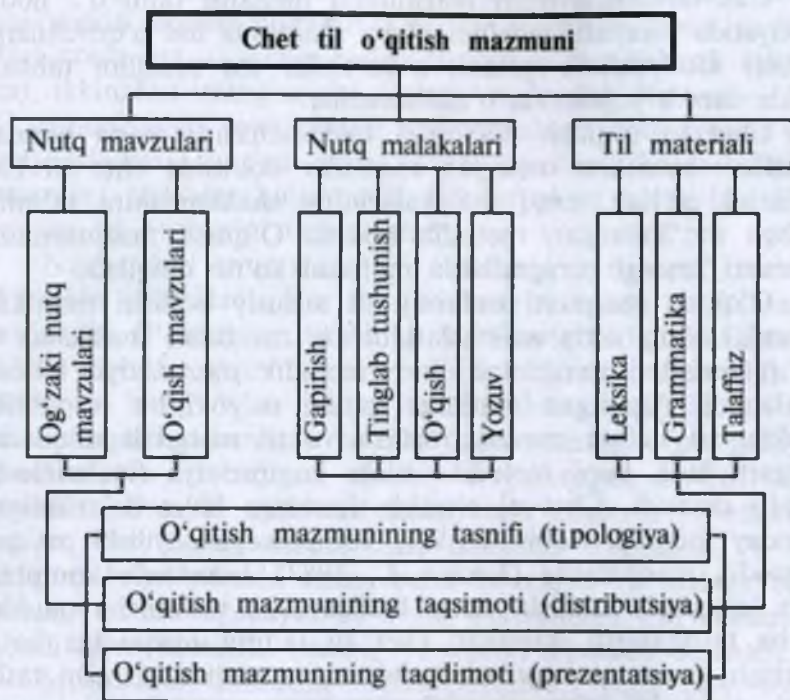 Chet til o‘qitish mazmuni
Nutq mavzulari
Nutq malakalari
Til materiali
Og‘zaki nutq
mavzulari
O‘qish mavzulari
Gapirish
Tinglab tushunish
O‘qish
Yozuv
Leksika
Grammatika
Talaffuz
O‘qitish mazmunining tasnifi (tipologiya)
O‘qitish mazmunining taqsimoti (distributsiya)
O‘qitish mazmunining taqdimoti (prezentatsiya)